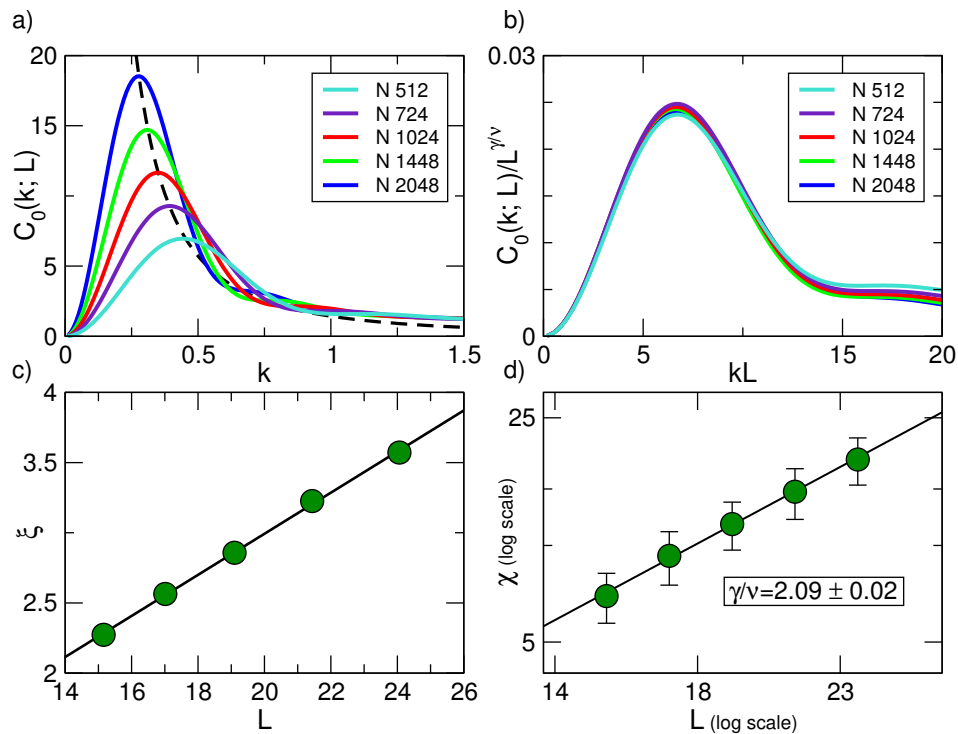 a)
20
15
10
5
0
C0(k; L)
0
0.5
1
1.5
k
N 512
N 724
N 1024
N 1448
N 2048
b)
0.03
0
C0(k; L)/L^γ/ν
0
5
10
15
20
kL
N 512
N 724
N 1024
N 1448
N 2048
c)
4
3.5
3
2.5
2
ξ
14
16
18
20
22
24
26
L
d)
25
5
χ (log scale)
γ/ν=2.09 ± 0.02
14
18
23
L (log scale)